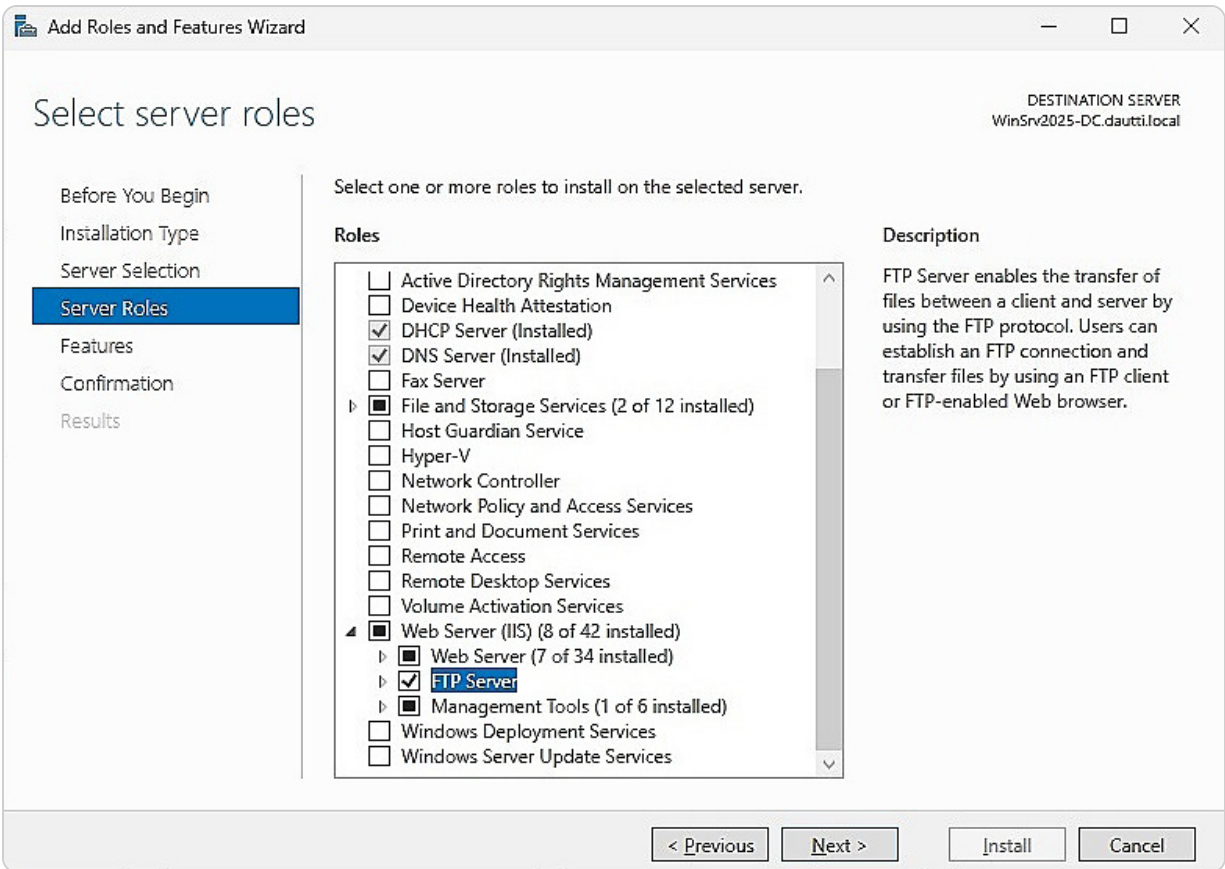 Add Roles and Features Wizard
Select server roles
DESTINATION SERVER
WinSrv2025-DC.dautti.local
Before You Begin
Installation Type
Server Selection
Server Roles
Features
Confirmation
Results
Select one or more roles to install on the selected server.
Roles
Active Directory Rights Management Services
Device Health Attestation
DHCP Server (Installed)
DNS Server (Installed)
Fax Server
File and Storage Services (2 of 12 installed)
Host Guardian Service
Hyper-V
Network Controller
Network Policy and Access Services
Print and Document Services
Remote Access
Remote Desktop Services
Volume Activation Services
Web Server (IIS) (8 of 42 installed)
Web Server (7 of 34 installed)
FTP Server
Management Tools (1 of 6 installed)
Windows Deployment Services
Windows Server Update Services
Description
FTP Server enables the transfer of
files between a client and server by
using the FTP protocol. Users can
establish an FTP connection and
transfer files by using an FTP client
or FTP-enabled Web browser.
< Previous
Next >
Install
Cancel